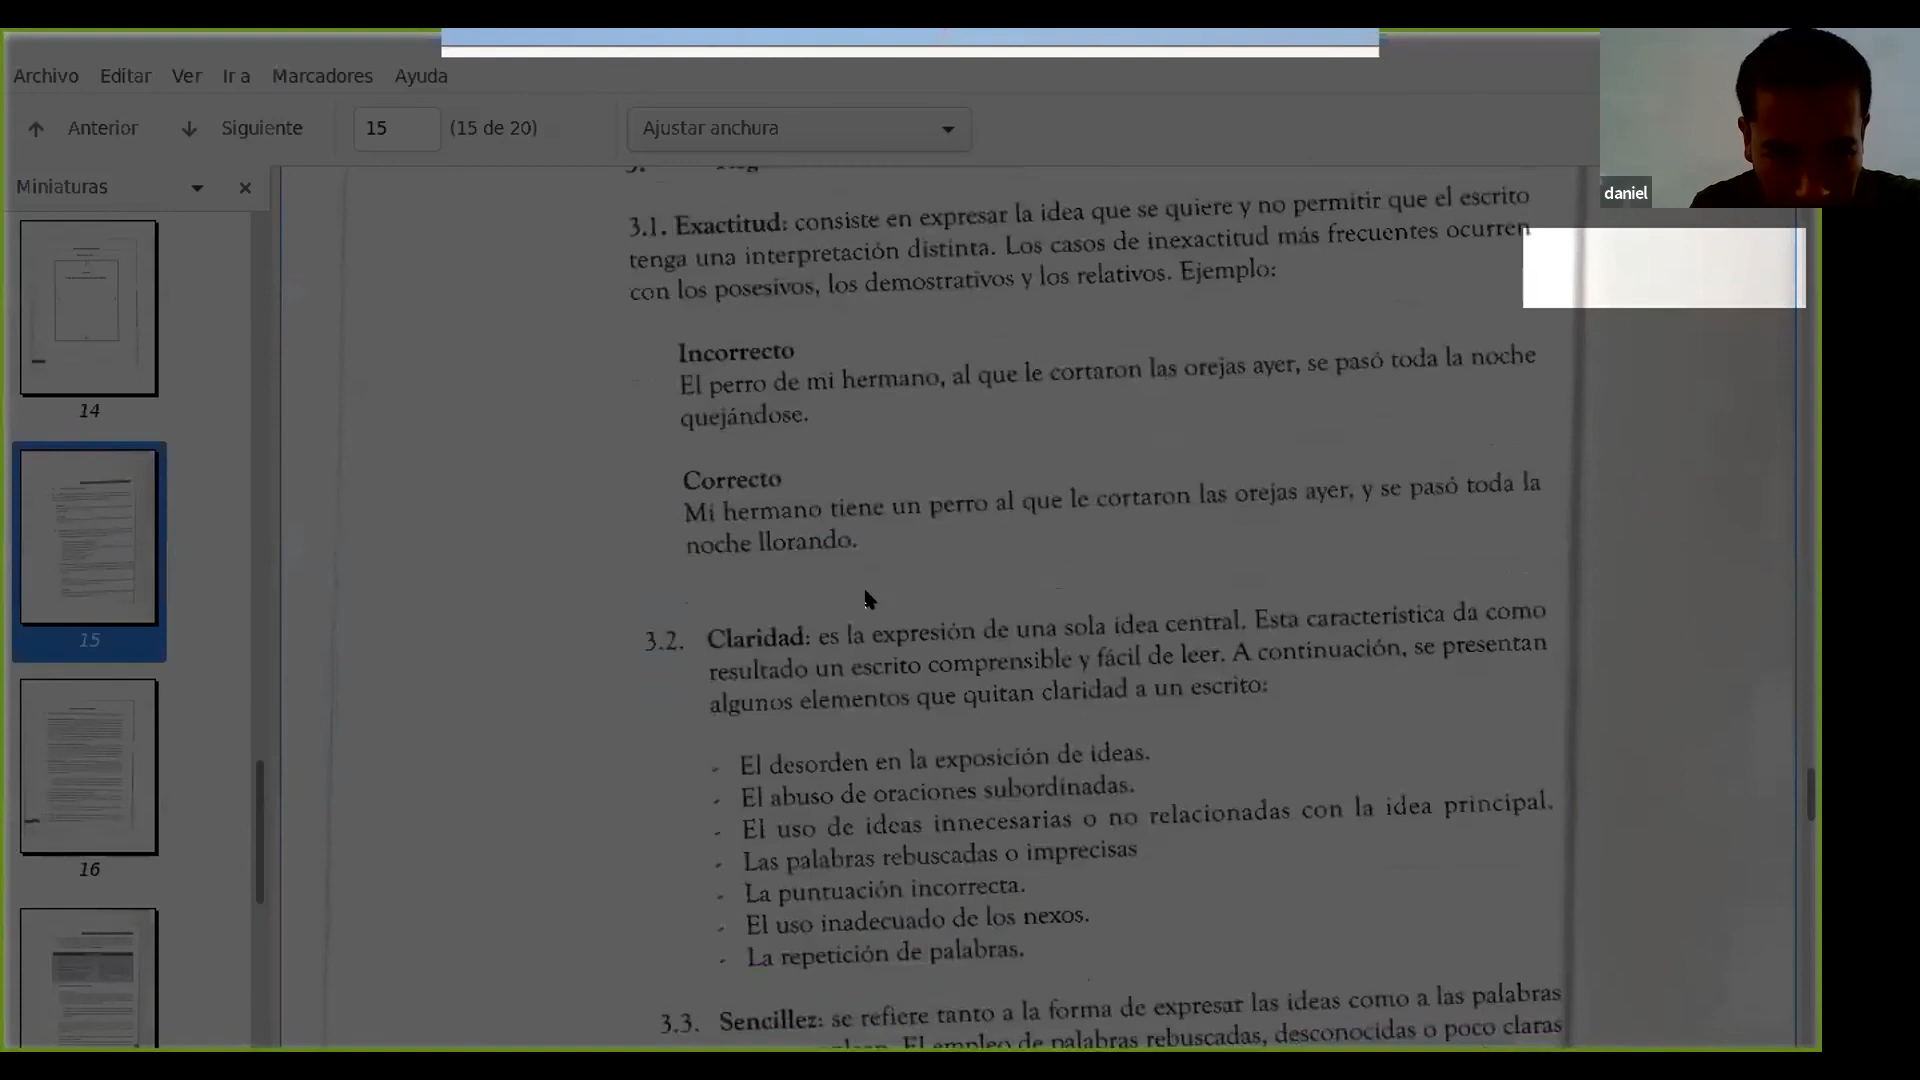 Archivo Editar Ver Ir a Marcadores Ayuda
Anterior Siguiente 15 (15 de 20) Ajustar anchura
Miniaturas
14
15
16
daniel
3.1. Exactitud: consiste en expresar la idea que se quiere y no permitir que el escrito
tenga una interpretación distinta. Los casos de inexactitud más frecuentes ocurren
con los posesivos, los demostrativos y los relativos. Ejemplo:
Incorrecto
El perro de mi hermano, al que le cortaron las orejas ayer, se pasó toda la noche
quejándose.
Correcto
Mi hermano tiene un perro al que le cortaron las orejas ayer, y se pasó toda la
noche llorando.
3.2. Claridad: es la expresión de una sola idea central. Esta característica da como
resultado un escrito comprensible y fácil de leer. A continuación, se presentan
algunos elementos que quitan claridad a un escrito:
- El desorden en la exposición de ideas.
- El abuso de oraciones subordinadas.
- El uso de ideas innecesarias o no relacionadas con la idea principal.
- Las palabras rebuscadas o imprecisas
- La puntuación incorrecta.
- El uso inadecuado de los nexos.
- La repetición de palabras.
3.3. Sencillez: se refiere tanto a la forma de expresar las ideas como a las palabras
El empleo de palabras rebuscadas, desconocidas o poco claras